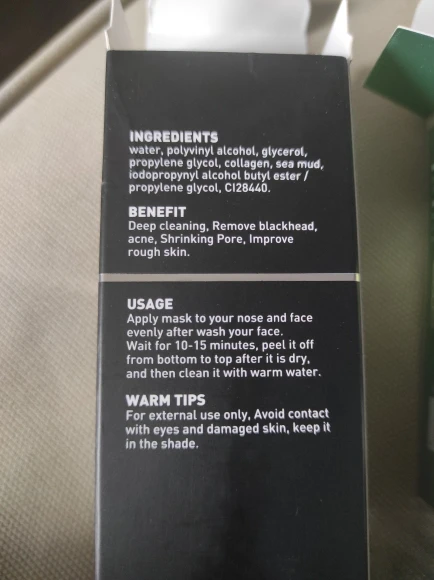 INGREDIENTS
water, polyvinyl alcohol, glycerol,
propylene glycol, collagen, sea mud,
iodopropynyl alcohol butyl ester /
propylene glycol, CI28440.
BENEFIT
Deep cleaning, Remove blackhead,
acne, Shrinking Pore, Improve
rough skin.
USAGE
Apply mask to your nose and face
evenly after wash your face.
Wait for 10-15 minutes, peel it off
from bottom to top after it is dry,
and then clean it with warm water.
WARM TIPS
For external use only, Avoid contact
with eyes and damaged skin, keep it
in the shade.